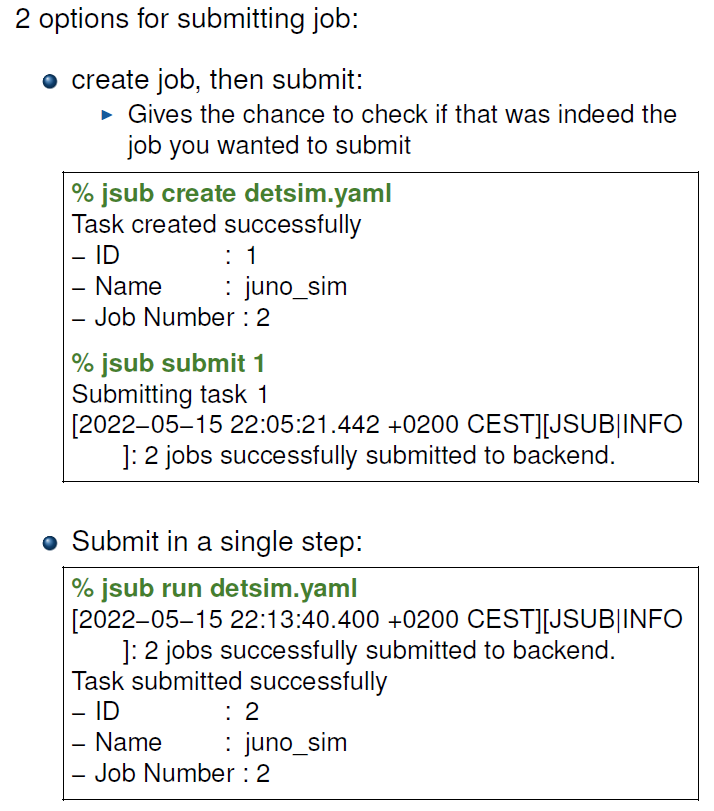 2 options for submitting job:
create job, then submit:
Gives the chance to check if that was indeed the
job you wanted to submit
% jsub create detsim.yaml
Task created successfully
− ID : 1
− Name : juno_sim
− Job Number : 2
% jsub submit 1
Submitting task 1
[2022−05−15 22:05:21.442 +0200 CEST][JSUB|INFO
]: 2 jobs successfully submitted to backend.
Submit in a single step:
% jsub run detsim.yaml
[2022−05−15 22:13:40.400 +0200 CEST][JSUB|INFO
]: 2 jobs successfully submitted to backend.
Task submitted successfully
− ID : 2
− Name : juno_sim
− Job Number : 2